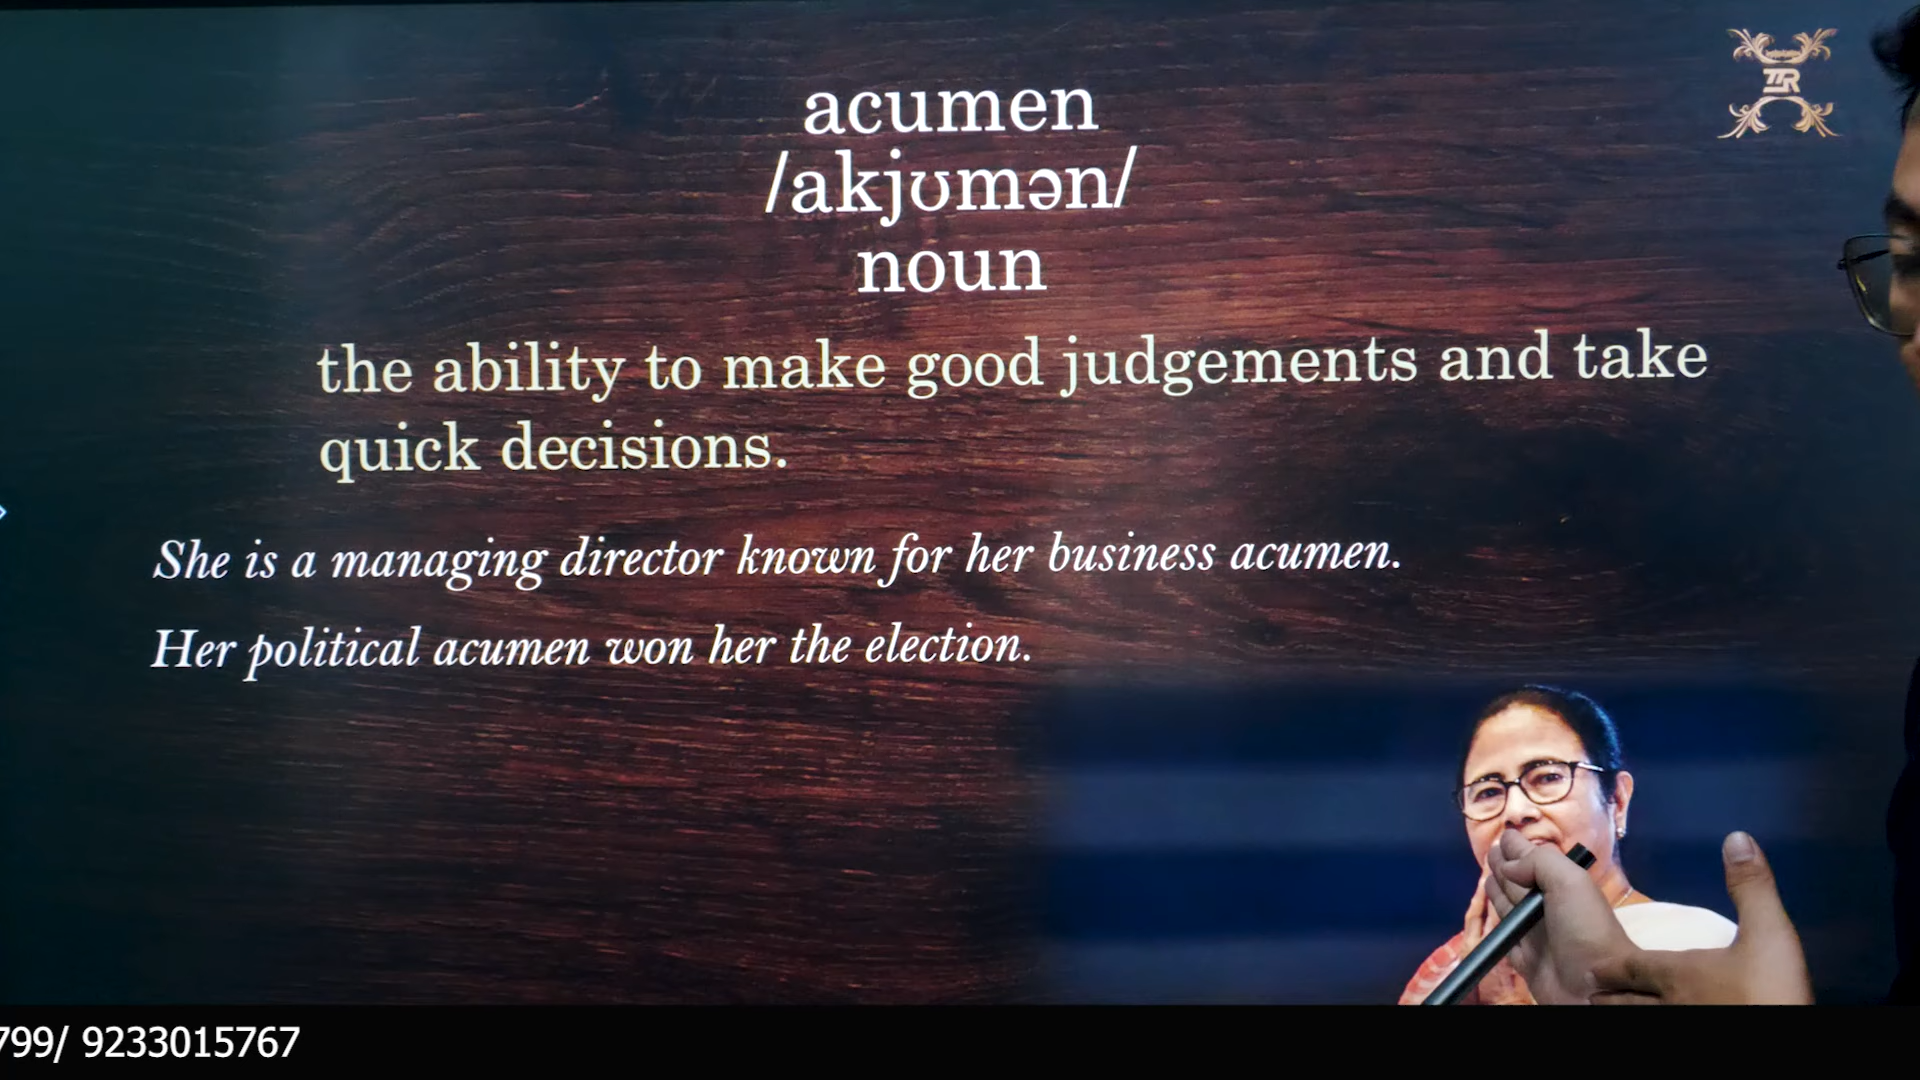 acumen
TTR
/akjʊmən/
noun
the ability to make good judgements and take
quick decisions.
She is a managing director known for her business acumen.
Her political acumen won her the election.
799/ 9233015767